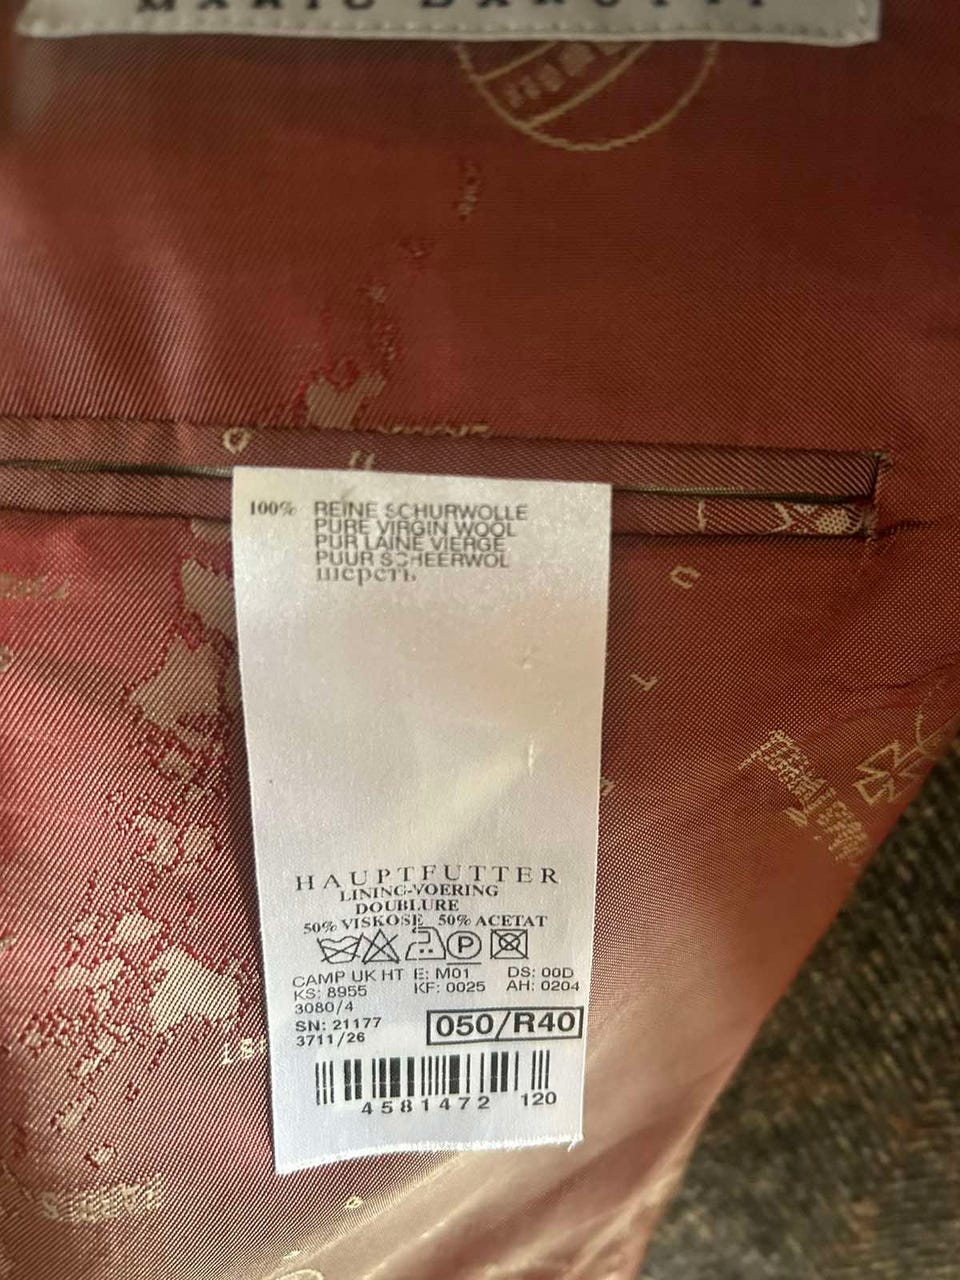 100% REINE SCHURWOLLE
PURE VIRGIN WOOL
PUR LAINE VIERGE
PUUR SCHEERWOL
шерсть
HAUPTFUTTER
LINING-VOERING
DOUBLURE
50% VISKOSE 50% ACETAT
P
CAMP UK HT E: M01 DS: 00D
KS: 8955 KF: 0025 AH: 0204
3080/4
SN: 21177 050/R40
3711/26
4581472 120